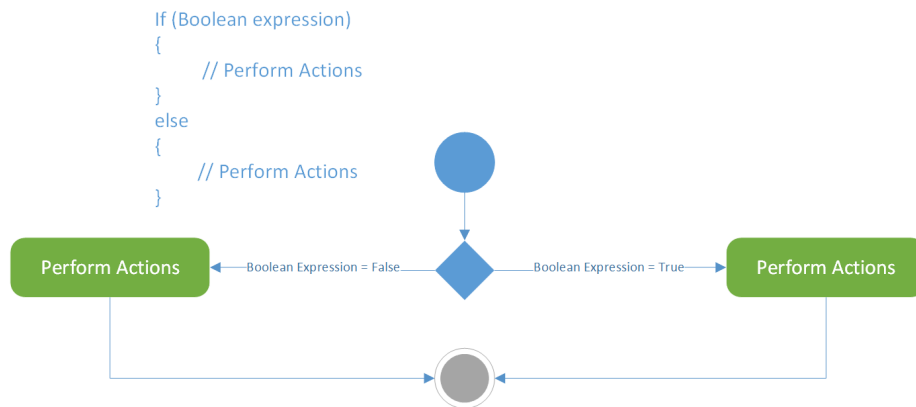 If (Boolean expression)
{
// Perform Actions
}
else
{
// Perform Actions
}
Perform Actions
Boolean Expression = False
Boolean Expression = True
Perform Actions